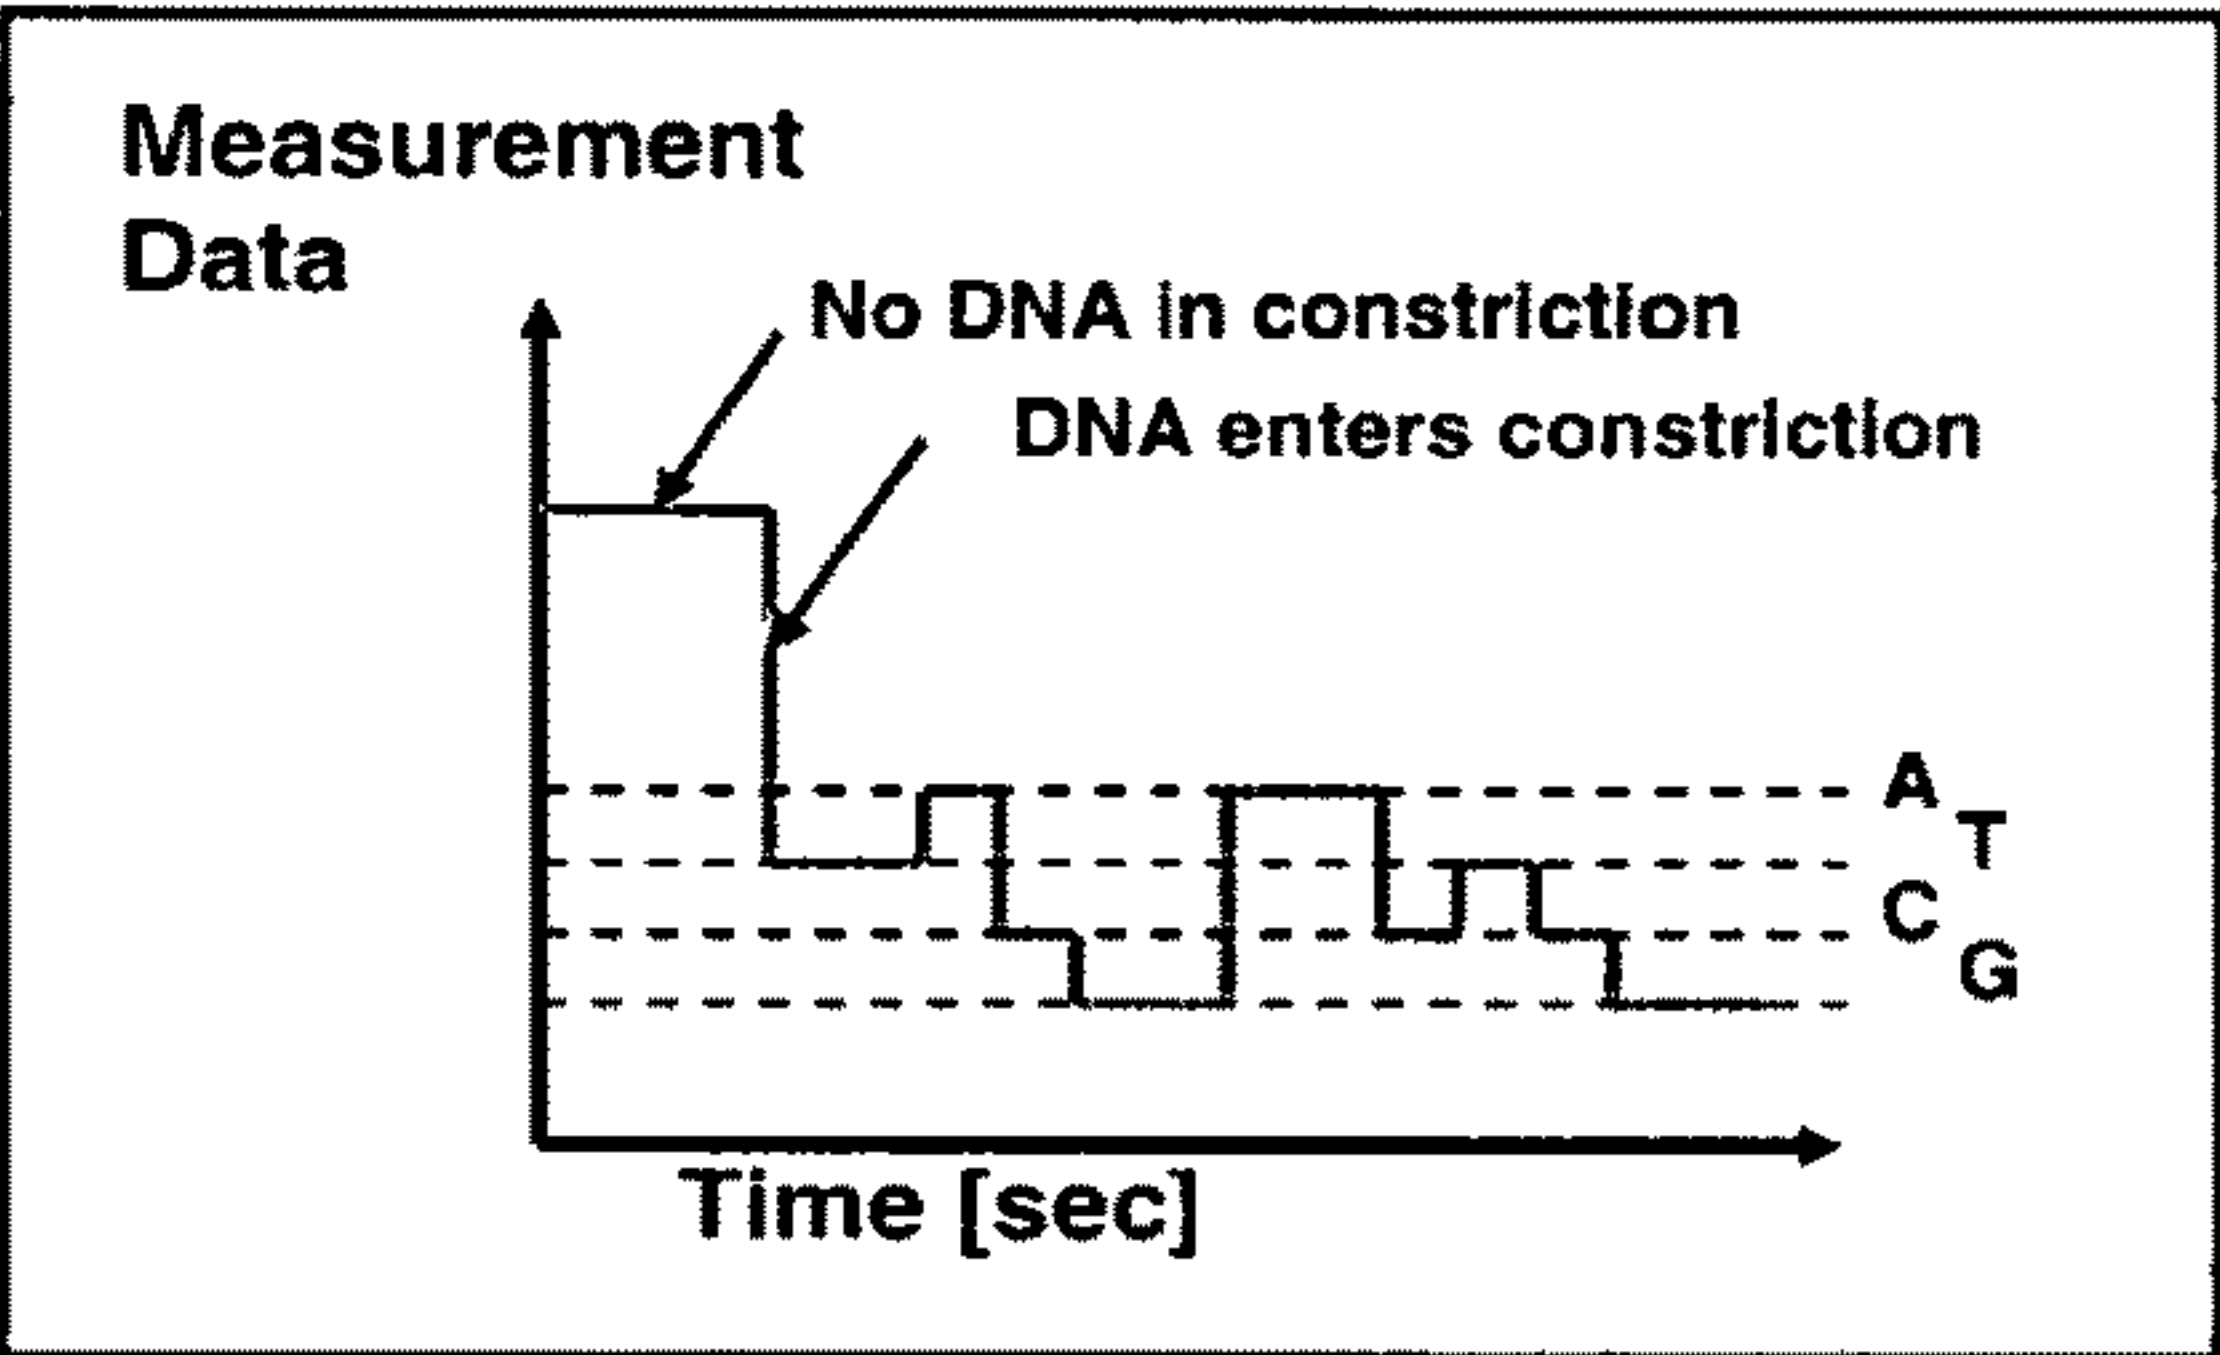 Measurement
Data
No DNA in constriction
DNA enters constriction
A
T
C
G
Time [sec]